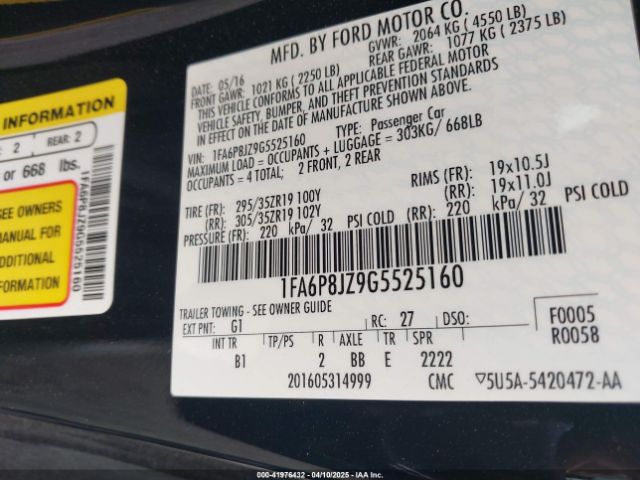 INFORMATION
2 REAR: 2
or 668 lbs.
SEE OWNERS
MANUAL FOR
ADDITIONAL
INFORMATION
1FA6P8JZ9G5525160
MFD. BY FORD MOTOR CO.
DATE: 05/16 GVWR: 2064 KG ( 4550 LB)
FRONT GAWR: 1021 KG ( 2250 LB) REAR GAWR: 1077 KG ( 2375 LB)
THIS VEHICLE CONFORMS TO ALL APPLICABLE FEDERAL MOTOR
VEHICLE SAFETY, BUMPER, AND THEFT PREVENTION STANDARDS
IN EFFECT ON THE DATE OF MANUFACTURE SHOWN ABOVE.
VIN: 1FA6P8JZ9G5525160 TYPE: Passenger Car
MAXIMUM LOAD = OCCUPANTS + LUGGAGE = 303KG/ 668LB
OCCUPANTS = 4 TOTAL; 2 FRONT, 2 REAR
TIRE (FR): 295/35ZR19 100Y RIMS (FR): 19x10.5J
(RR): 305/35ZR19 102Y (RR): 19x11.0J
PRESSURE (FR): 220 kPa/ 32 PSI COLD (RR): 220 kPa/ 32 PSI COLD
1FA6P8JZ9G5525160
TRAILER TOWING - SEE OWNER GUIDE
EXT PNT: G1 RC: 27 DSO: F0005
R0058
INT TR TP/PS R AXLE TR SPR
B1 2 BB E 2222
201605314999 CMC ▽5U5A-5420472-AA
000-41976432 - 04/10/2025 - IAA Inc.